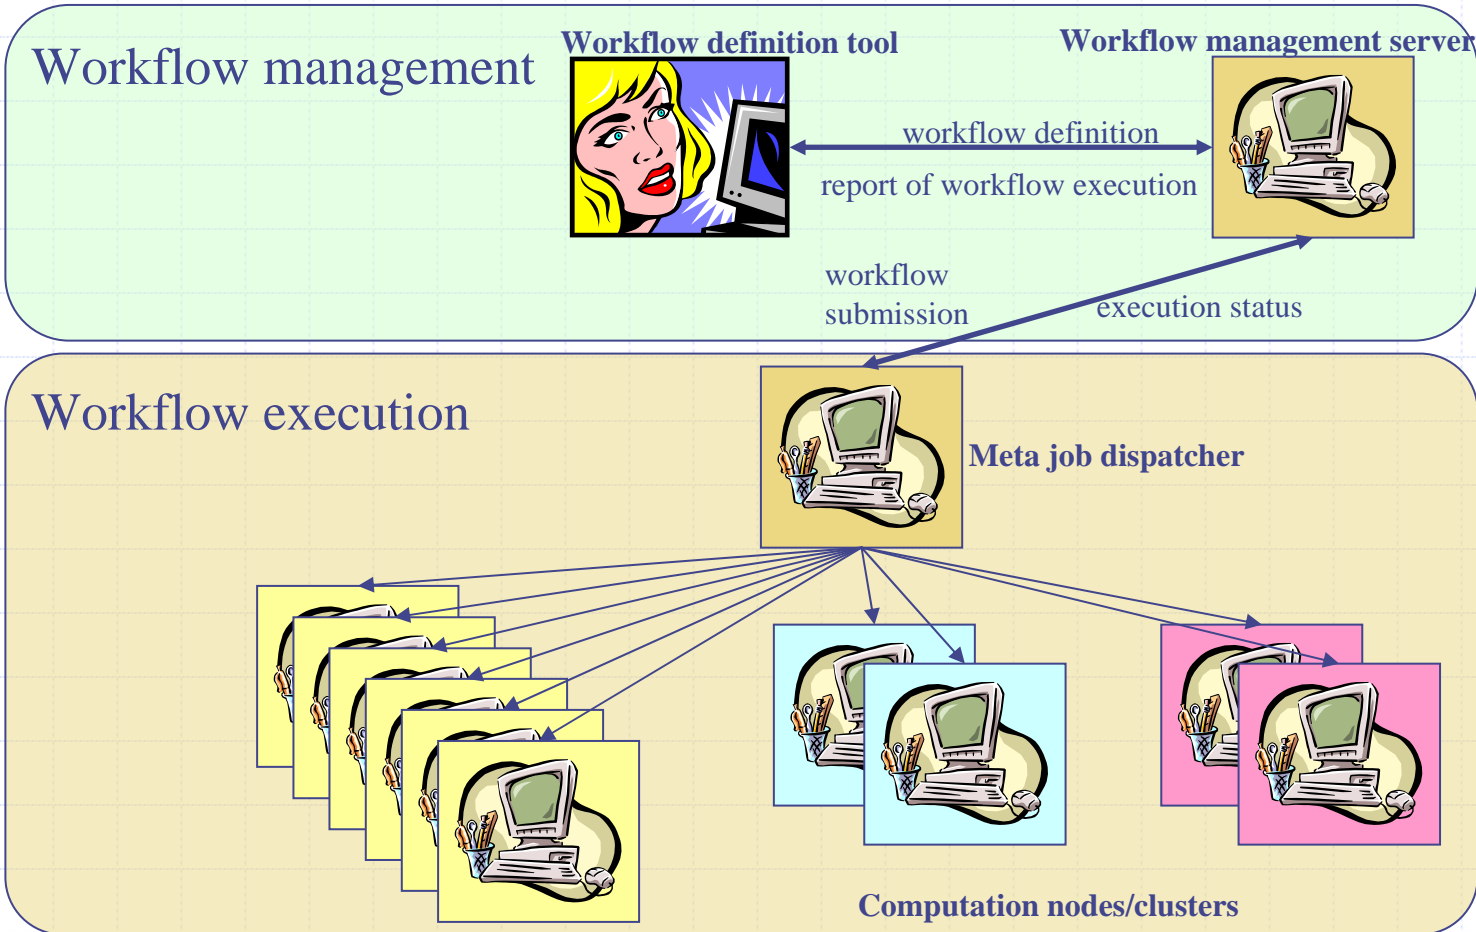 Workflow management
Workflow definition tool
Workflow management server
workflow definition
report of workflow execution
workflow
submission
execution status
Workflow execution
Meta job dispatcher
Computation nodes/clusters